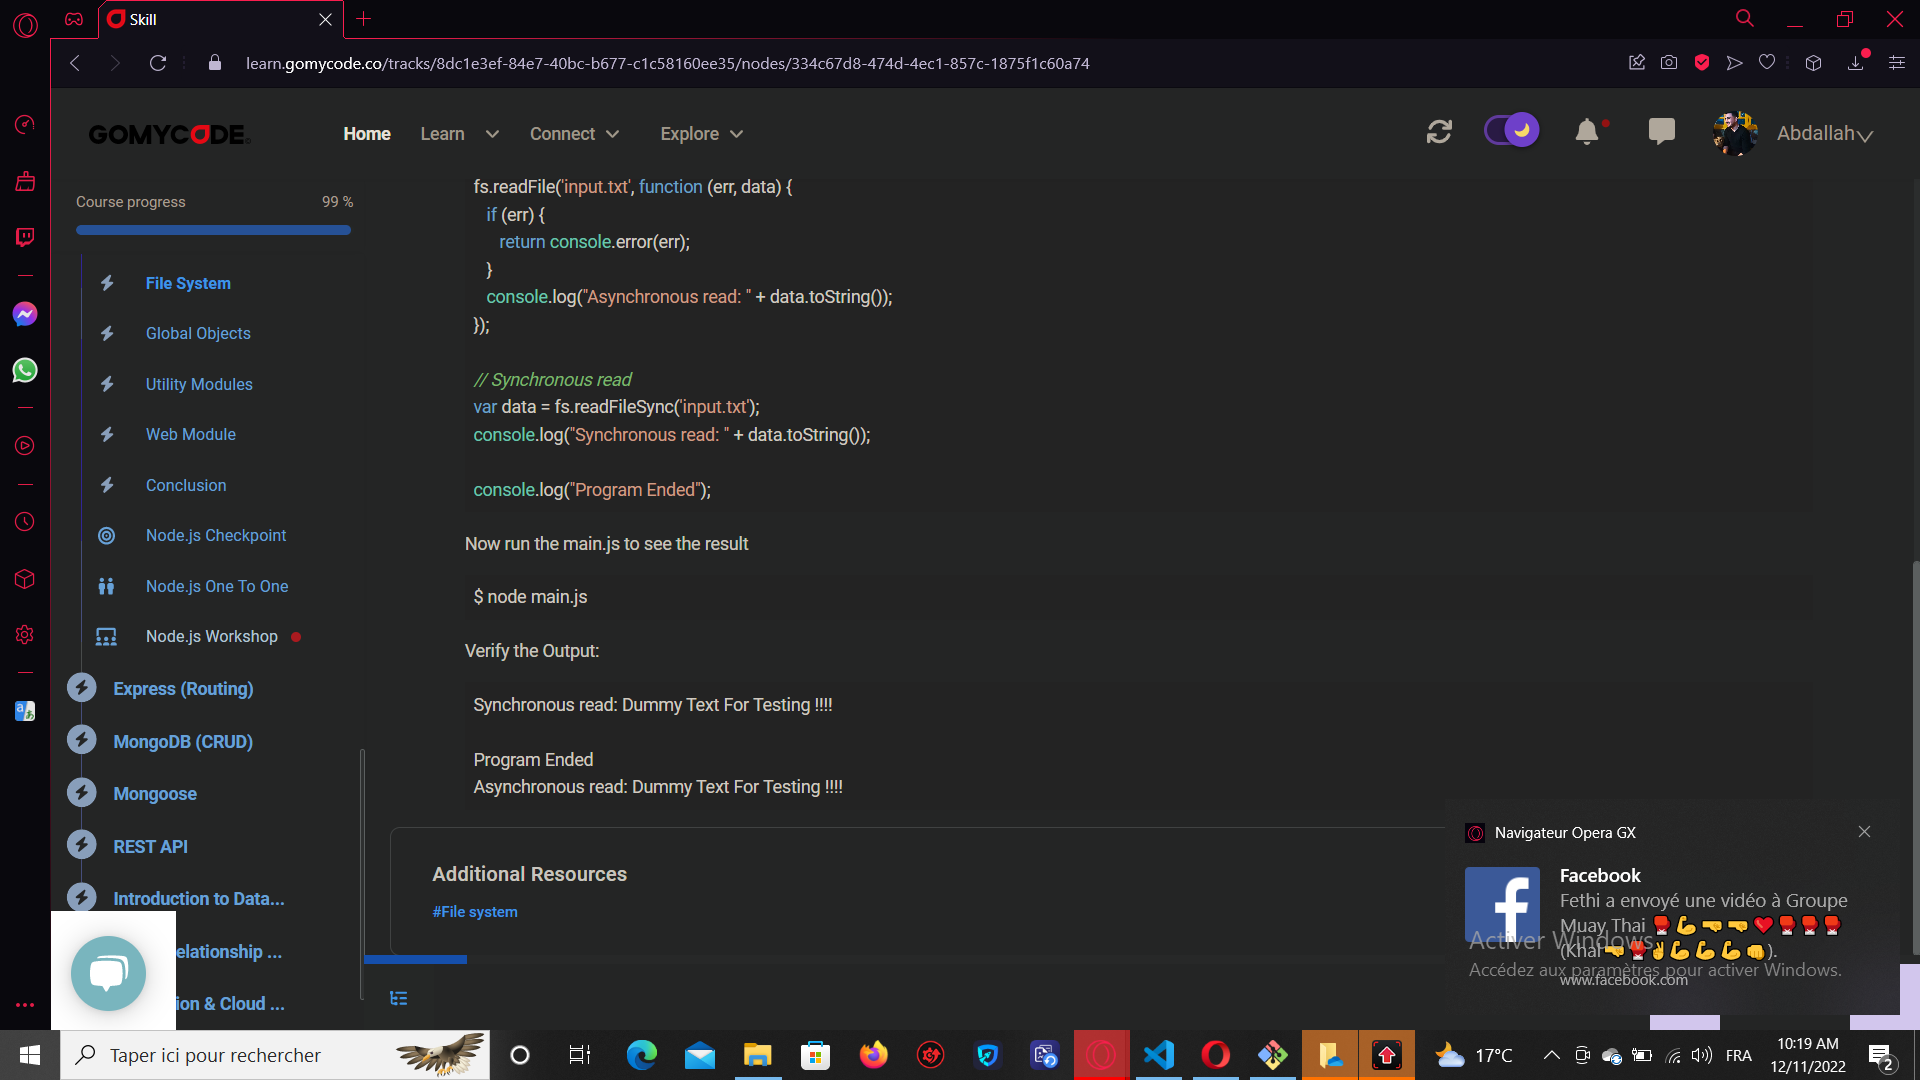 Skill
learn.gomycode.co/tracks/8dc1e3ef-84e7-40bc-b677-c1c58160ee35/nodes/334c67d8-474d-4ec1-857c-1875f1c60a74
GOMYCODE
Home
Learn
Connect
Explore
Abdallah
Course progress
99 %
File System
Global Objects
Utility Modules
Web Module
Conclusion
Node.js Checkpoint
Node.js One To One
Node.js Workshop
Express (Routing)
MongoDB (CRUD)
Mongoose
REST API
Introduction to Data...
elationship ...
ion & Cloud ...
fs.readFile('input.txt', function (err, data) {
if (err) {
return console.error(err);
}
console.log("Asynchronous read: " + data.toString());
});
// Synchronous read
var data = fs.readFileSync('input.txt');
console.log("Synchronous read: " + data.toString());
console.log("Program Ended");
Now run the main.js to see the result
$ node main.js
Verify the Output:
Synchronous read: Dummy Text For Testing !!!!
Program Ended
Asynchronous read: Dummy Text For Testing !!!!
Additional Resources
#File system
Navigateur Opera GX
Facebook
Fethi a envoyé une vidéo à Groupe
Muay Thai 🥊💪🤜🤜❤️🥊🥊🥊
(Khal🤜🥊✌️💪💪💪👊).
www.facebook.com
Activer Windows
Accédez aux paramètres pour activer Windows.
Taper ici pour rechercher
17°C
FRA
10:19 AM
12/11/2022
2